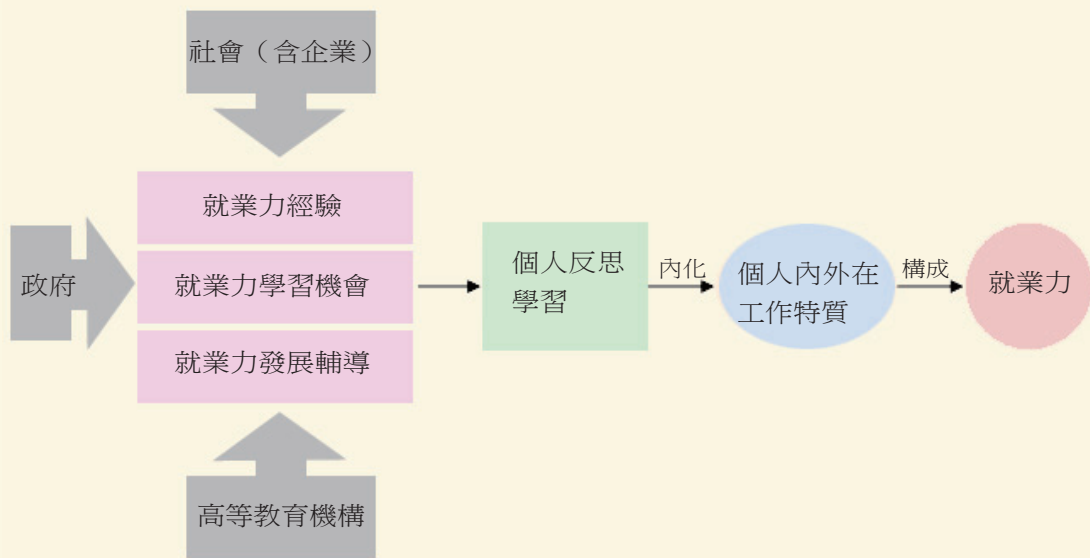 社會（含企業）
政府
就業力經驗
就業力學習機會
就業力發展輔導
高等教育機構
個人反思
學習
內化
個人內外在
工作特質
構成
就業力